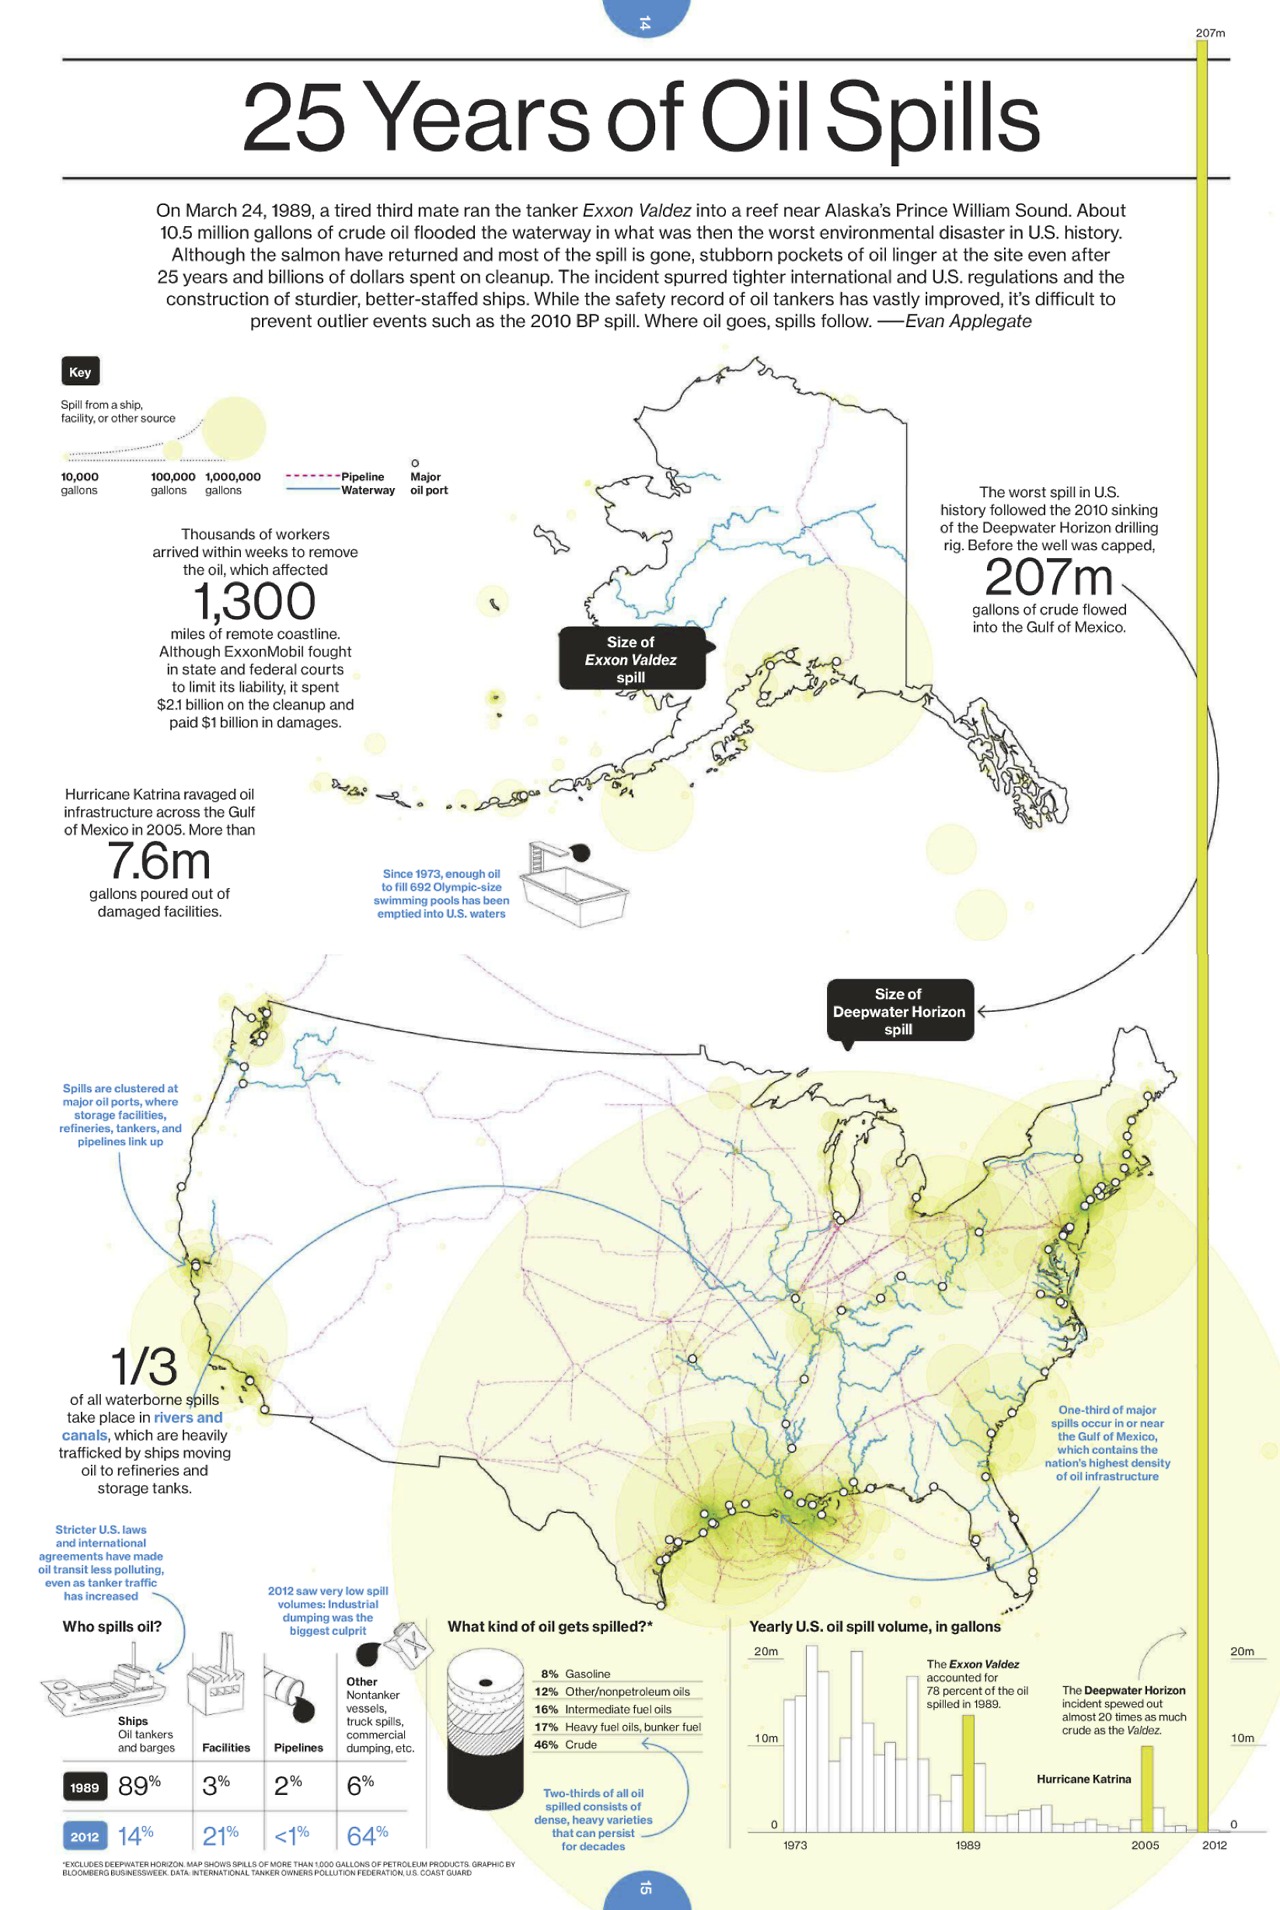 14
207m
25 Years of Oil Spills
On March 24, 1989, a tired third mate ran the tanker Exxon Valdez into a reef near Alaska's Prince William Sound. About
10.5 million gallons of crude oil flooded the waterway in what was then the worst environmental disaster in U.S. history.
Although the salmon have returned and most of the spill is gone, stubborn pockets of oil linger at the site even after
25 years and billions of dollars spent on cleanup. The incident spurred tighter international and U.S. regulations and the
construction of sturdier, better-staffed ships. While the safety record of oil tankers has vastly improved, it's difficult to
prevent outlier events such as the 2010 BP spill. Where oil goes, spills follow. —Evan Applegate
Key
Spill from a ship,
facility, or other source
10,000
gallons
100,000
gallons
1,000,000
gallons
Pipeline
Waterway
Major
oil port
Thousands of workers
arrived within weeks to remove
the oil, which affected
1,300
miles of remote coastline.
Although ExxonMobil fought
in state and federal courts
to limit its liability, it spent
$2.1 billion on the cleanup and
paid $1 billion in damages.
Size of
Exxon Valdez
spill
The worst spill in U.S.
history followed the 2010 sinking
of the Deepwater Horizon drilling
rig. Before the well was capped,
207m
gallons of crude flowed
into the Gulf of Mexico.
Hurricane Katrina ravaged oil
infrastructure across the Gulf
of Mexico in 2005. More than
7.6m
gallons poured out of
damaged facilities.
Since 1973, enough oil
to fill 692 Olympic-size
swimming pools has been
emptied into U.S. waters
Size of
Deepwater Horizon
spill
Spills are clustered at
major oil ports, where
storage facilities,
refineries, tankers, and
pipelines link up
1/3
of all waterborne spills
take place in rivers and
canals, which are heavily
trafficked by ships moving
oil to refineries and
storage tanks.
One-third of major
spills occur in or near
the Gulf of Mexico,
which contains the
nation's highest density
of oil infrastructure
Stricter U.S. laws
and international
agreements have made
oil transit less polluting,
even as tanker traffic
has increased
2012 saw very low spill
volumes: Industrial
dumping was the
biggest culprit
Who spills oil?
Ships
Oil tankers
and barges
Facilities
Pipelines
Other
Nontanker
vessels,
truck spills,
commercial
dumping, etc.
1989 89% 3% 2% 6%
2012 14% 21% <1% 64%
What kind of oil gets spilled?*
8% Gasoline
12% Other/nonpetroleum oils
16% Intermediate fuel oils
17% Heavy fuel oils, bunker fuel
46% Crude
Two-thirds of all oil
spilled consists of
dense, heavy varieties
that can persist
for decades
Yearly U.S. oil spill volume, in gallons
20m
10m
0
The Exxon Valdez
accounted for
78 percent of the oil
spilled in 1989.
The Deepwater Horizon
incident spewed out
almost 20 times as much
crude as the Valdez.
Hurricane Katrina
20m
10m
0
1973
1989
2005
2012
*EXCLUDES DEEPWATER HORIZON. MAP SHOWS SPILLS OF MORE THAN 1,000 GALLONS OF PETROLEUM PRODUCTS. GRAPHIC BY
BLOOMBERG BUSINESSWEEK. DATA: INTERNATIONAL TANKER OWNERS POLLUTION FEDERATION, U.S. COAST GUARD
15